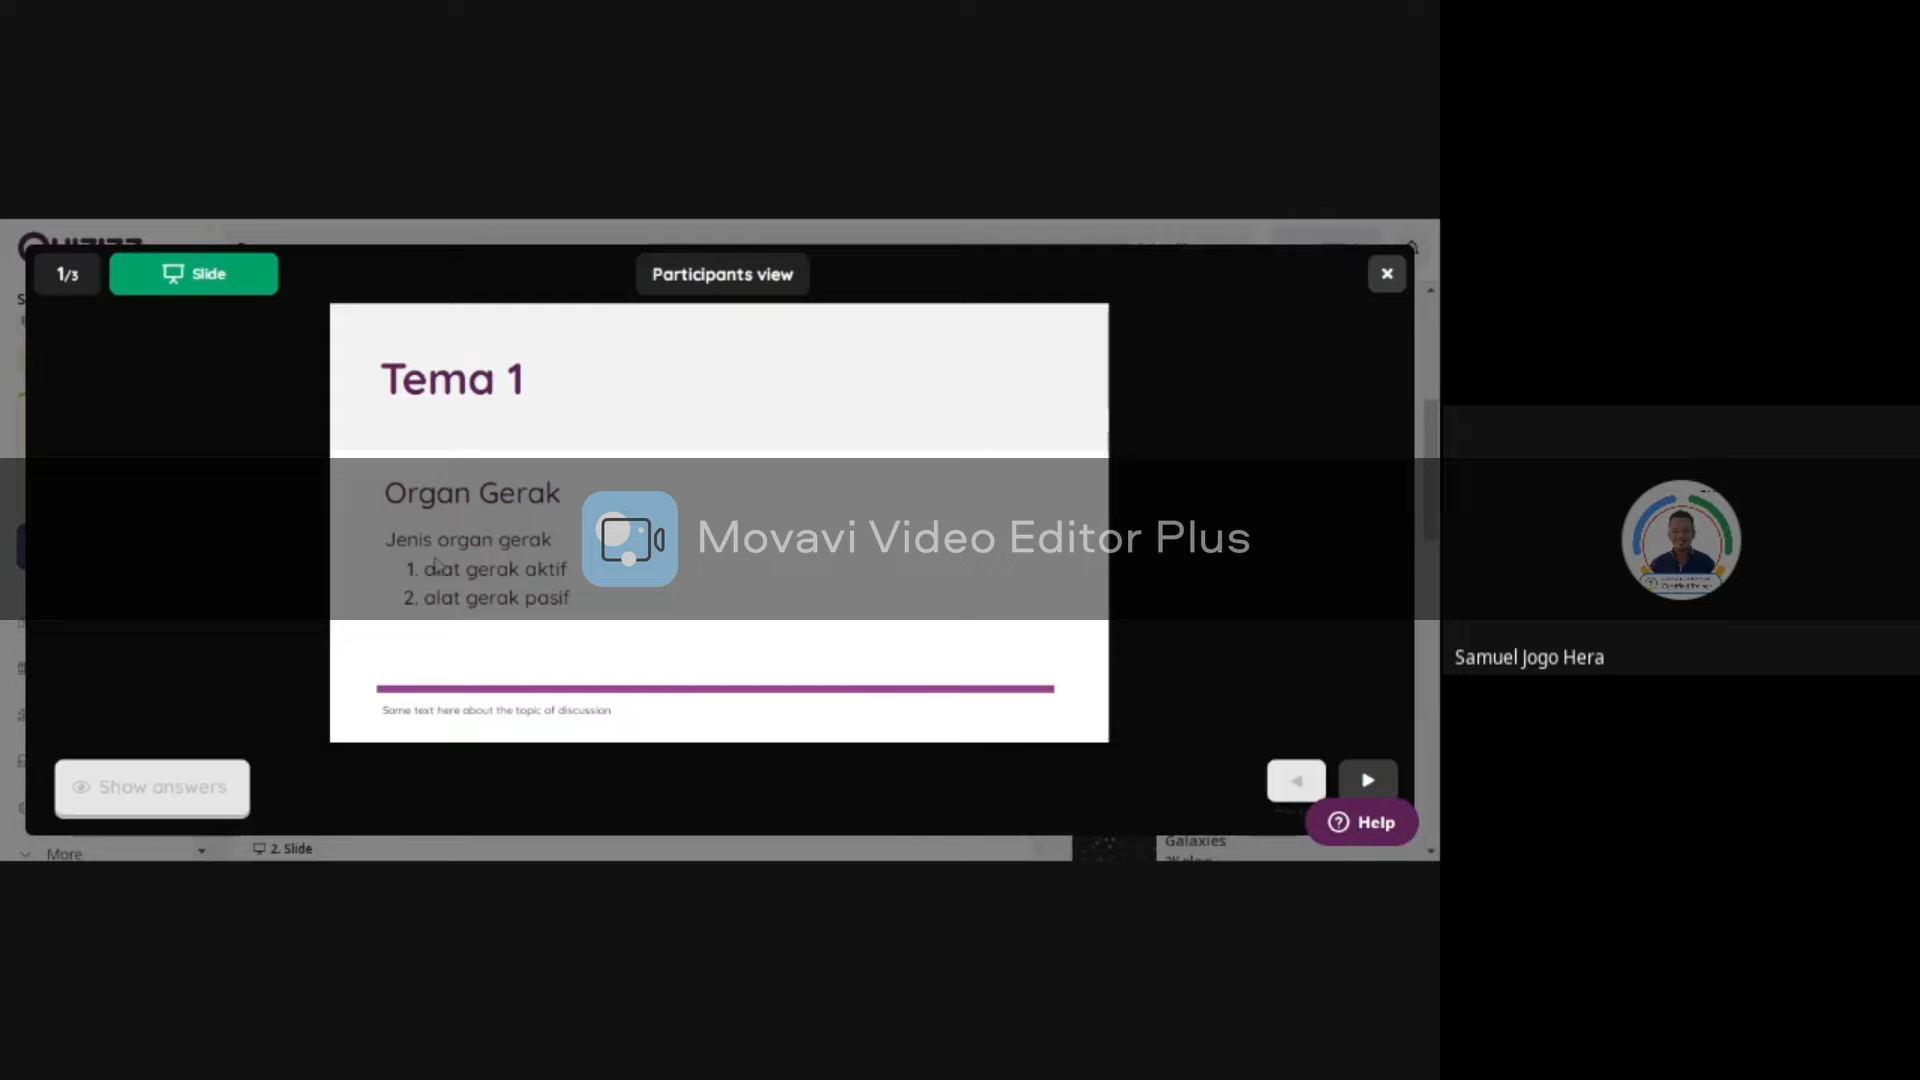 1/3
Slide
Participants view
Tema 1
Organ Gerak
Jenis organ gerak
1. alat gerak aktif
2. alat gerak pasif
Movavi Video Editor Plus
Some text here about the topic of discussion
Samuel Jogo Hera
Show answers
Help
More
2. Slide
Galaxies